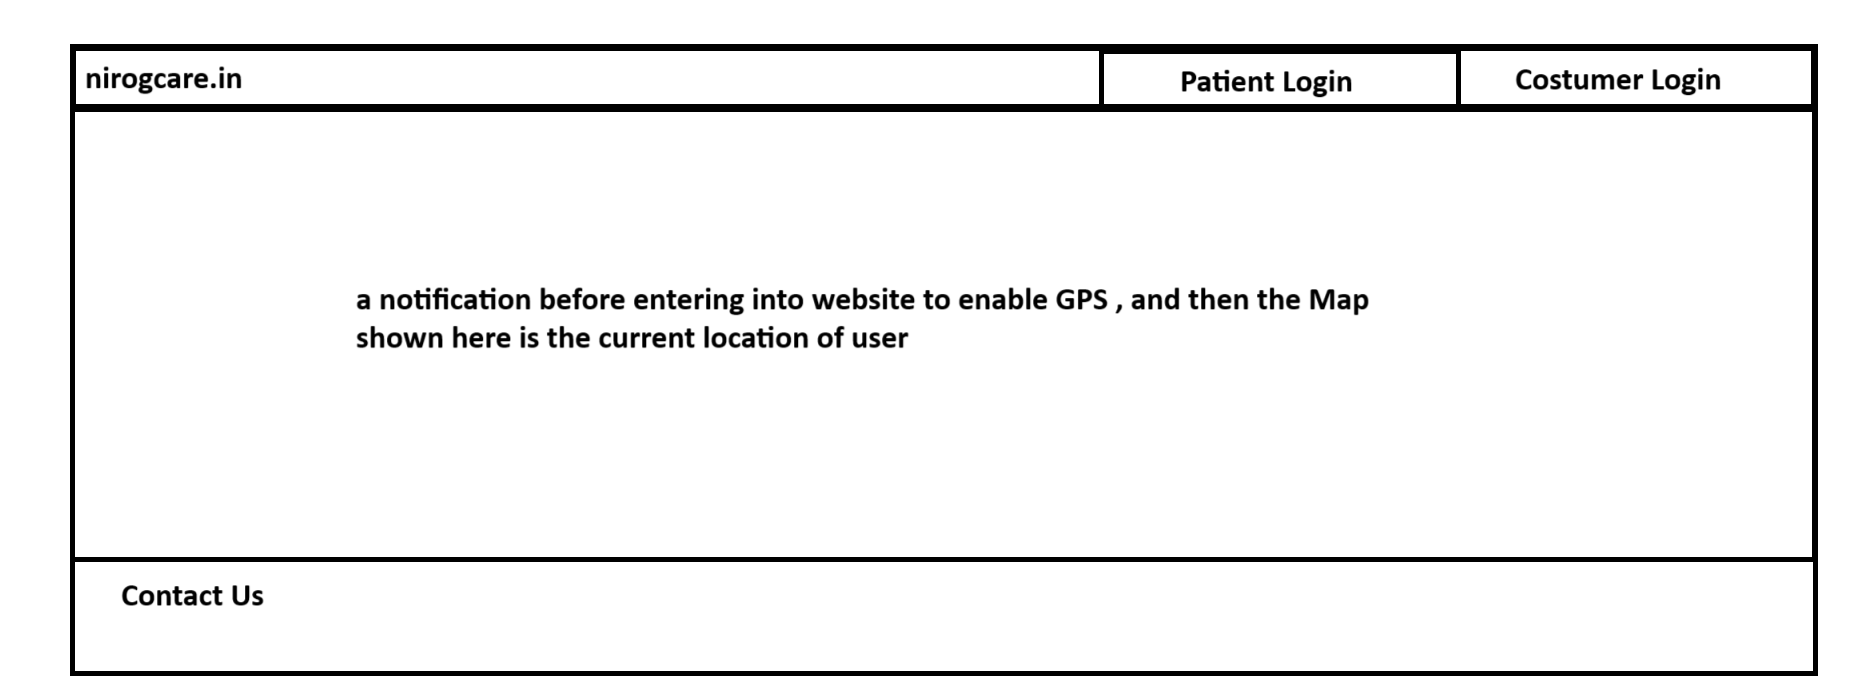 nirogcare.in
Patient Login
Costumer Login
a notification before entering into website to enable GPS , and then the Map
shown here is the current location of user
Contact Us